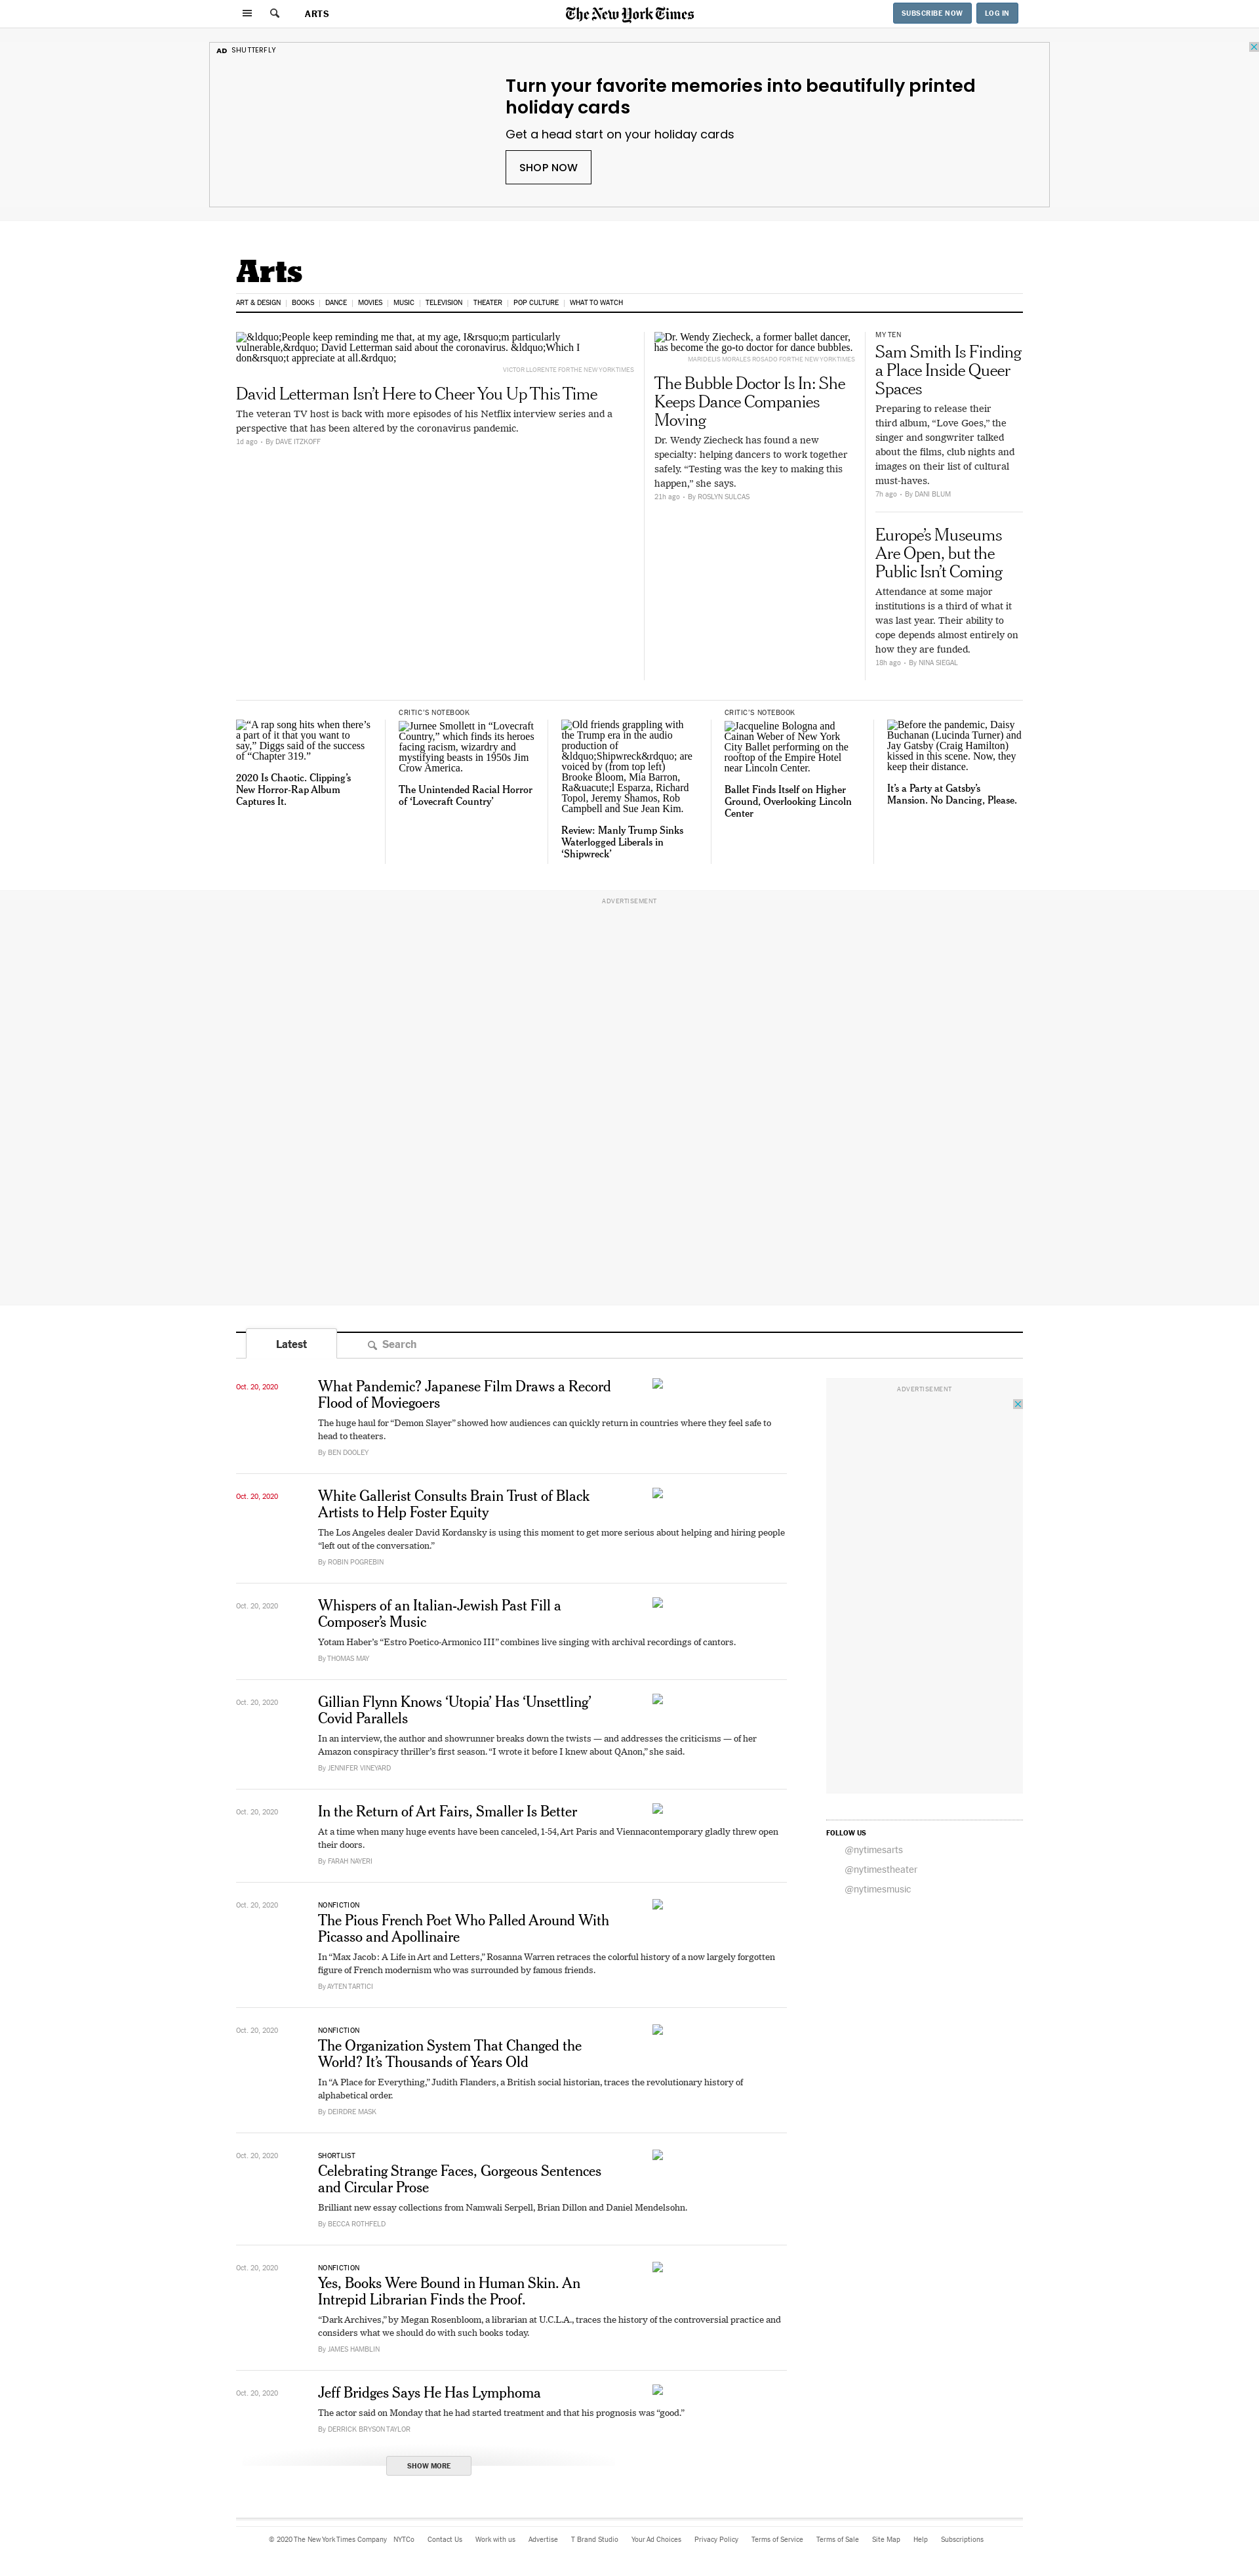 ARTS
The New York Times
SUBSCRIBE NOW
LOG IN
AD SHUTTERFLY
Turn your favorite memories into beautifully printed
holiday cards
Get a head start on your holiday cards
SHOP NOW
Arts
ART & DESIGN | BOOKS | DANCE | MOVIES | MUSIC | TELEVISION | THEATER | POP CULTURE | WHAT TO WATCH
&ldquo;People keep reminding me that, at my age, I&rsquo;m particularly
vulnerable,&rdquo; David Letterman said about the coronavirus. &ldquo;Which I
don&rsquo;t appreciate at all.&rdquo;
VICTOR LLORENTE FOR THE NEW YORK TIMES
David Letterman Isn’t Here to Cheer You Up This Time
The veteran TV host is back with more episodes of his Netflix interview series and a
perspective that has been altered by the coronavirus pandemic.
1d ago • By DAVE ITZKOFF
Dr. Wendy Ziecheck, a former ballet dancer,
has become the go-to doctor for dance bubbles.
MARIDELIS MORALES ROSADO FOR THE NEW YORK TIMES
The Bubble Doctor Is In: She
Keeps Dance Companies
Moving
Dr. Wendy Ziecheck has found a new
specialty: helping dancers to work together
safely. “Testing was the key to making this
happen,” she says.
21h ago • By ROSLYN SULCAS
MY TEN
Sam Smith Is Finding
a Place Inside Queer
Spaces
Preparing to release their
third album, “Love Goes,” the
singer and songwriter talked
about the films, club nights and
images on their list of cultural
must-haves.
7h ago • By DANI BLUM
Europe’s Museums
Are Open, but the
Public Isn’t Coming
Attendance at some major
institutions is a third of what it
was last year. Their ability to
cope depends almost entirely on
how they are funded.
18h ago • By NINA SIEGAL
“A rap song hits when there’s
a part of it that you want to
say,” Diggs said of the success
of “Chapter 319.”
2020 Is Chaotic. Clipping’s
New Horror-Rap Album
Captures It.
CRITIC’S NOTEBOOK
Jurnee Smollett in “Lovecraft
Country,” which finds its heroes
facing racism, wizardry and
mystifying beasts in 1950s Jim
Crow America.
The Unintended Racial Horror
of ‘Lovecraft Country’
Old friends grappling with
the Trump era in the audio
production of
&ldquo;Shipwreck&rdquo; are
voiced by (from top left)
Brooke Bloom, Mia Barron,
Ra&uacute;l Esparza, Richard
Topol, Jeremy Shamos, Rob
Campbell and Sue Jean Kim.
Review: Manly Trump Sinks
Waterlogged Liberals in
‘Shipwreck’
CRITIC’S NOTEBOOK
Jacqueline Bologna and
Cainan Weber of New York
City Ballet performing on the
rooftop of the Empire Hotel
near Lincoln Center.
Ballet Finds Itself on Higher
Ground, Overlooking Lincoln
Center
Before the pandemic, Daisy
Buchanan (Lucinda Turner) and
Jay Gatsby (Craig Hamilton)
kissed in this scene. Now, they
keep their distance.
It’s a Party at Gatsby’s
Mansion. No Dancing, Please.
ADVERTISEMENT
Latest
Search
Oct. 20, 2020
What Pandemic? Japanese Film Draws a Record
Flood of Moviegoers
The huge haul for “Demon Slayer” showed how audiences can quickly return in countries where they feel safe to
head to theaters.
By BEN DOOLEY
Oct. 20, 2020
White Gallerist Consults Brain Trust of Black
Artists to Help Foster Equity
The Los Angeles dealer David Kordansky is using this moment to get more serious about helping and hiring people
“left out of the conversation.”
By ROBIN POGREBIN
Oct. 20, 2020
Whispers of an Italian-Jewish Past Fill a
Composer’s Music
Yotam Haber’s “Estro Poetico-Armonico III” combines live singing with archival recordings of cantors.
By THOMAS MAY
Oct. 20, 2020
Gillian Flynn Knows ‘Utopia’ Has ‘Unsettling’
Covid Parallels
In an interview, the author and showrunner breaks down the twists — and addresses the criticisms — of her
Amazon conspiracy thriller’s first season. “I wrote it before I knew about QAnon,” she said.
By JENNIFER VINEYARD
Oct. 20, 2020
In the Return of Art Fairs, Smaller Is Better
At a time when many huge events have been canceled, 1-54, Art Paris and Viennacontemporary gladly threw open
their doors.
By FARAH NAYERI
Oct. 20, 2020
NONFICTION
The Pious French Poet Who Palled Around With
Picasso and Apollinaire
In “Max Jacob: A Life in Art and Letters,” Rosanna Warren retraces the colorful history of a now largely forgotten
figure of French modernism who was surrounded by famous friends.
By AYTEN TARTICI
Oct. 20, 2020
NONFICTION
The Organization System That Changed the
World? It’s Thousands of Years Old
In “A Place for Everything,” Judith Flanders, a British social historian, traces the revolutionary history of
alphabetical order.
By DEIRDRE MASK
Oct. 20, 2020
SHORTLIST
Celebrating Strange Faces, Gorgeous Sentences
and Circular Prose
Brilliant new essay collections from Namwali Serpell, Brian Dillon and Daniel Mendelsohn.
By BECCA ROTHFELD
Oct. 20, 2020
NONFICTION
Yes, Books Were Bound in Human Skin. An
Intrepid Librarian Finds the Proof.
“Dark Archives,” by Megan Rosenbloom, a librarian at U.C.L.A., traces the history of the controversial practice and
considers what we should do with such books today.
By JAMES HAMBLIN
Oct. 20, 2020
Jeff Bridges Says He Has Lymphoma
The actor said on Monday that he had started treatment and that his prognosis was “good.”
By DERRICK BRYSON TAYLOR
SHOW MORE
ADVERTISEMENT
FOLLOW US
@nytimesarts
@nytimestheater
@nytimesmusic
© 2020 The New York Times Company NYTCo Contact Us Work with us Advertise T Brand Studio Your Ad Choices Privacy Policy Terms of Service Terms of Sale Site Map Help Subscriptions